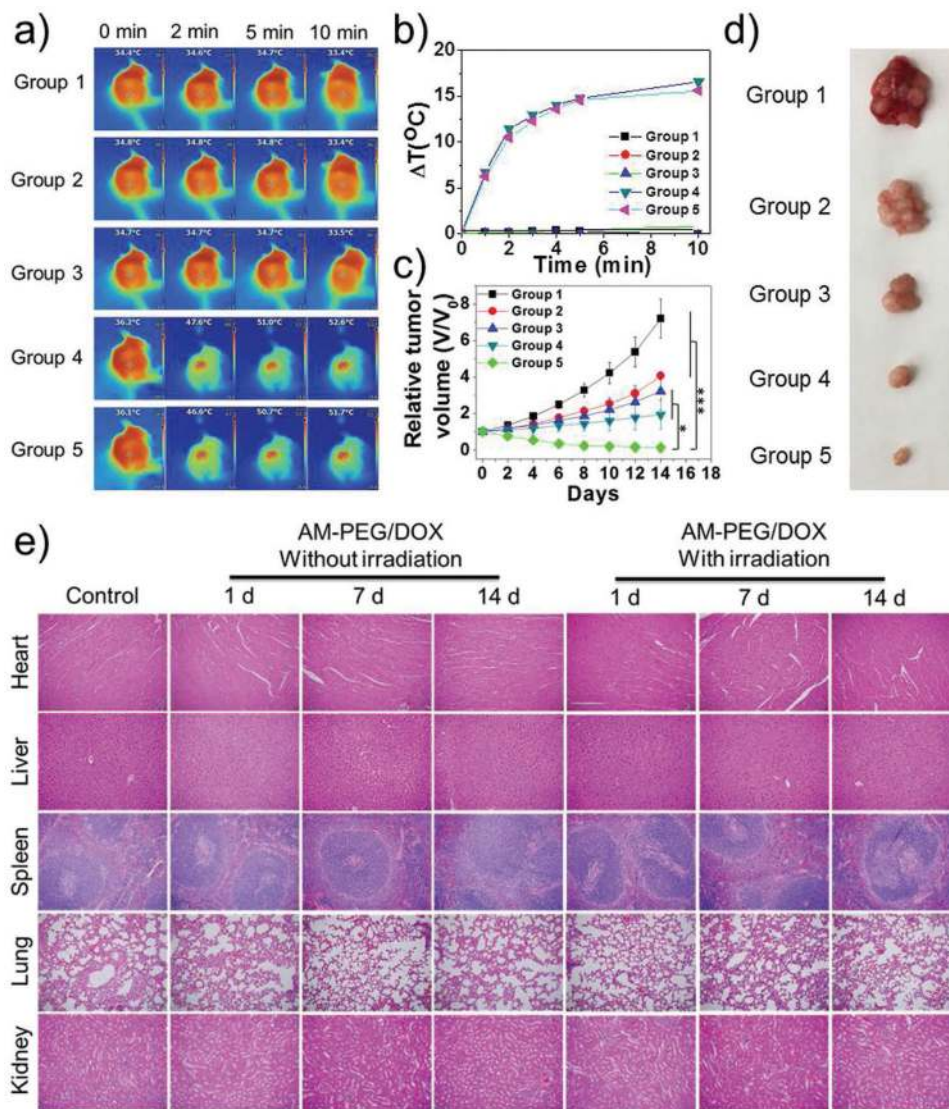 a)
0 min 2 min 5 min 10 min
Group 1
34.4°C 34.6°C 34.7°C 33.4°C
Group 2
34.8°C 34.8°C 34.8°C 33.4°C
Group 3
34.7°C 34.7°C 34.7°C 33.5°C
Group 4
36.2°C 47.6°C 51.0°C 52.6°C
Group 5
36.1°C 46.6°C 50.7°C 51.7°C
b)
ΔT(°C)
20
15
10
5
0
Group 1
Group 2
Group 3
Group 4
Group 5
0 2 4 6 8 10
Time (min)
c)
Relative tumor
volume (V/V₀)
8
6
4
2
0
Group 1
Group 2
Group 3
Group 4
Group 5
*
***
0 2 4 6 8 10 12 14 16 18
Days
d)
Group 1
Group 2
Group 3
Group 4
Group 5
e)
AM-PEG/DOX
Without irradiation
AM-PEG/DOX
With irradiation
Control 1 d 7 d 14 d 1 d 7 d 14 d
Heart
Liver
Spleen
Lung
Kidney